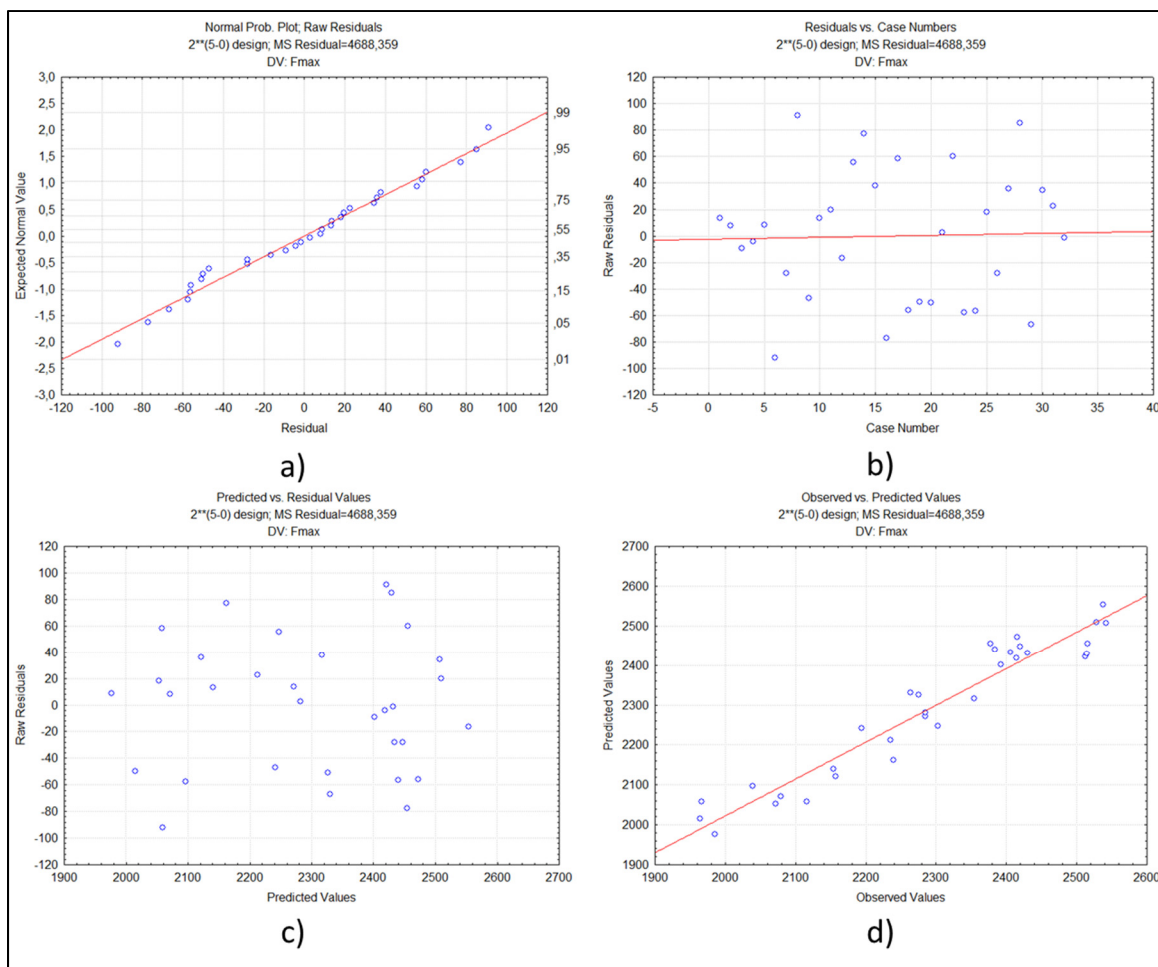 Normal Prob. Plot; Raw Residuals
2**(5-0) design; MS Residual=4688,359
DV: Fmax
3,0
2,5
2,0
1,5
1,0
0,5
0,0
-0,5
-1,0
-1,5
-2,0
-2,5
-3,0
Expected Normal Value
,99
,95
,75
,55
,35
,15
,05
,01
-120 -100 -80 -60 -40 -20 0 20 40 60 80 100 120
Residual
a)
Residuals vs. Case Numbers
2**(5-0) design; MS Residual=4688,359
DV: Fmax
120
100
80
60
40
20
0
-20
-40
-60
-80
-100
-120
Raw Residuals
-5 0 5 10 15 20 25 30 35 40
Case Number
b)
Predicted vs. Residual Values
2**(5-0) design; MS Residual=4688,359
DV: Fmax
120
100
80
60
40
20
0
-20
-40
-60
-80
-100
-120
Raw Residuals
1900 2000 2100 2200 2300 2400 2500 2600 2700
Predicted Values
c)
Observed vs. Predicted Values
2**(5-0) design; MS Residual=4688,359
DV: Fmax
2700
2600
2500
2400
2300
2200
2100
2000
1900
Predicted Values
1900 2000 2100 2200 2300 2400 2500 2600
Observed Values
d)